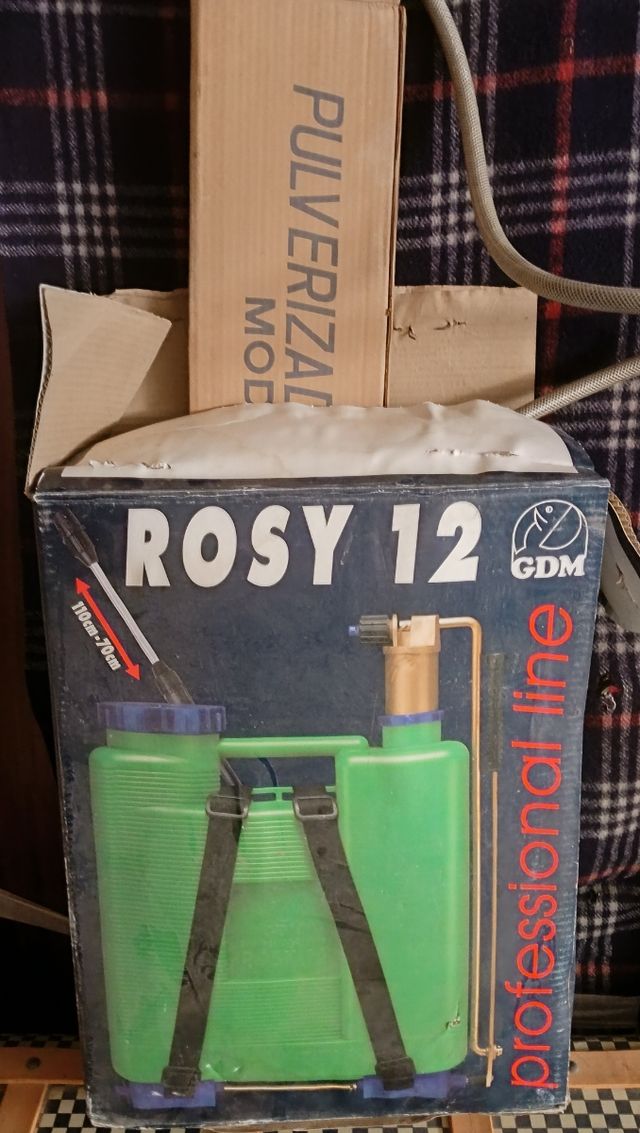 PULVERIZAD
MOD
ROSY 12
GDM
110cm=70cm
professional line